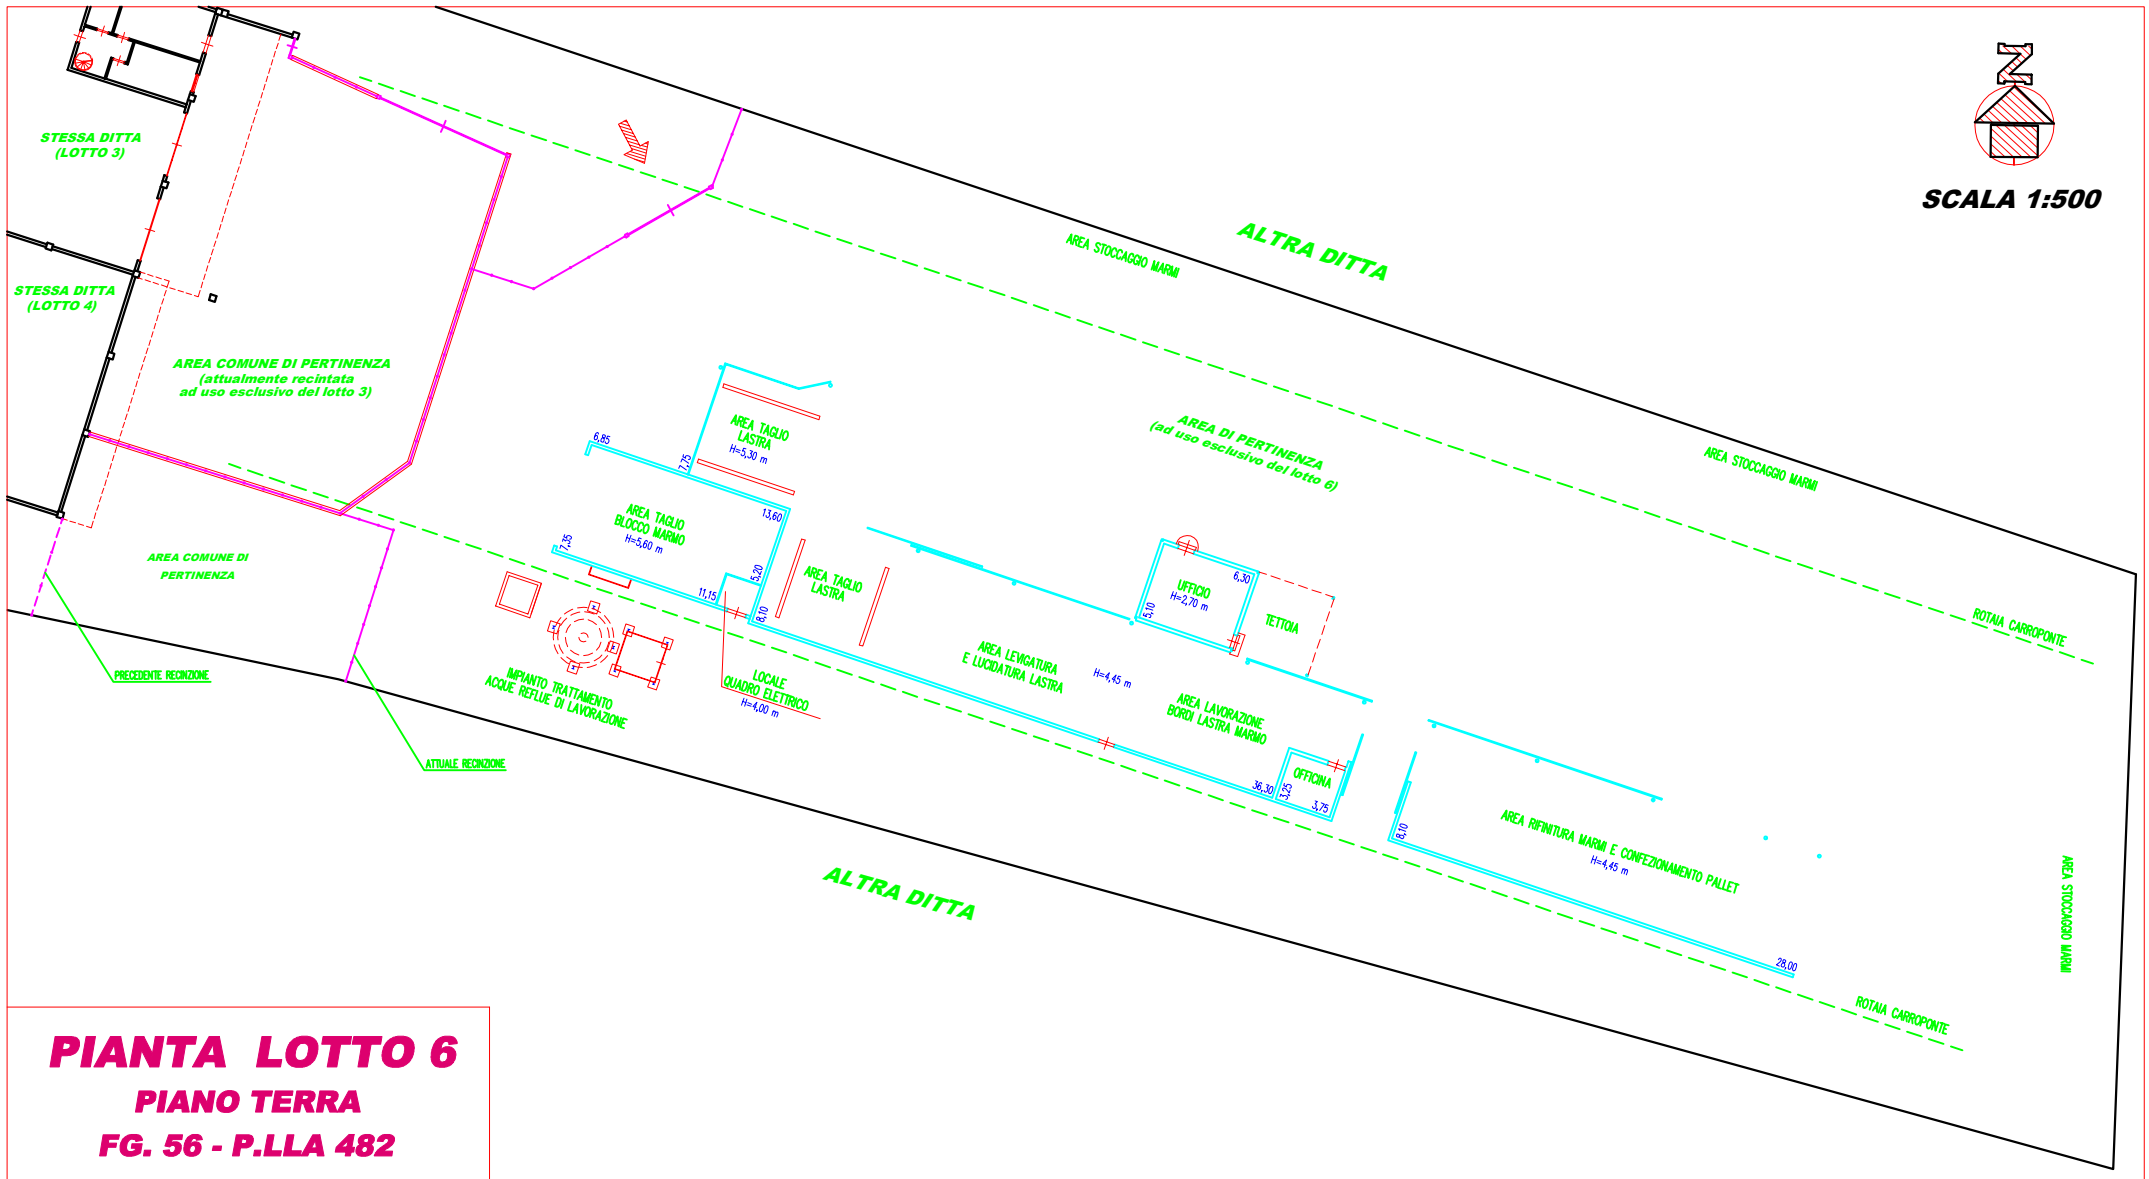 N
SCALA 1:500
STESSA DITTA
(LOTTO 3)
STESSA DITTA
(LOTTO 4)
AREA COMUNE DI PERTINENZA
(attualmente recintata
ad uso esclusivo del lotto 3)
AREA COMUNE DI
PERTINENZA
PRECEDENTE RECINZIONE
ATTUALE RECINZIONE
ALTRA DITTA
AREA STOCCAGGIO MARMI
AREA DI PERTINENZA
(ad uso esclusivo del lotto 6)
AREA STOCCAGGIO MARMI
ROTAIA CARROPONTE
AREA TAGLIO
LASTRA
H=5,30 m
6,85
7,75
13,60
AREA TAGLIO
BLOCCO MARMO
H=5,60 m
7,35
5,20
11,15
8,10
AREA TAGLIO
LASTRA
IMPIANTO TRATTAMENTO
ACQUE REFLUE DI LAVORAZIONE
LOCALE
QUADRO ELETTRICO
H=4,00 m
UFFICIO
H=2,70 m
6,30
5,10
TETTOIA
AREA LEVIGATURA
E LUCIDATURA LASTRA
H=4,45 m
AREA LAVORAZIONE
BORDI LASTRA MARMO
OFFICINA
36,30
3,25
3,75
8,10
AREA RIFINITURA MARMI E CONFEZIONAMENTO PALLET
H=4,45 m
28,00
AREA STOCCAGGIO MARMI
ROTAIA CARROPONTE
ALTRA DITTA
PIANTA LOTTO 6
PIANO TERRA
FG. 56 - P.LLA 482